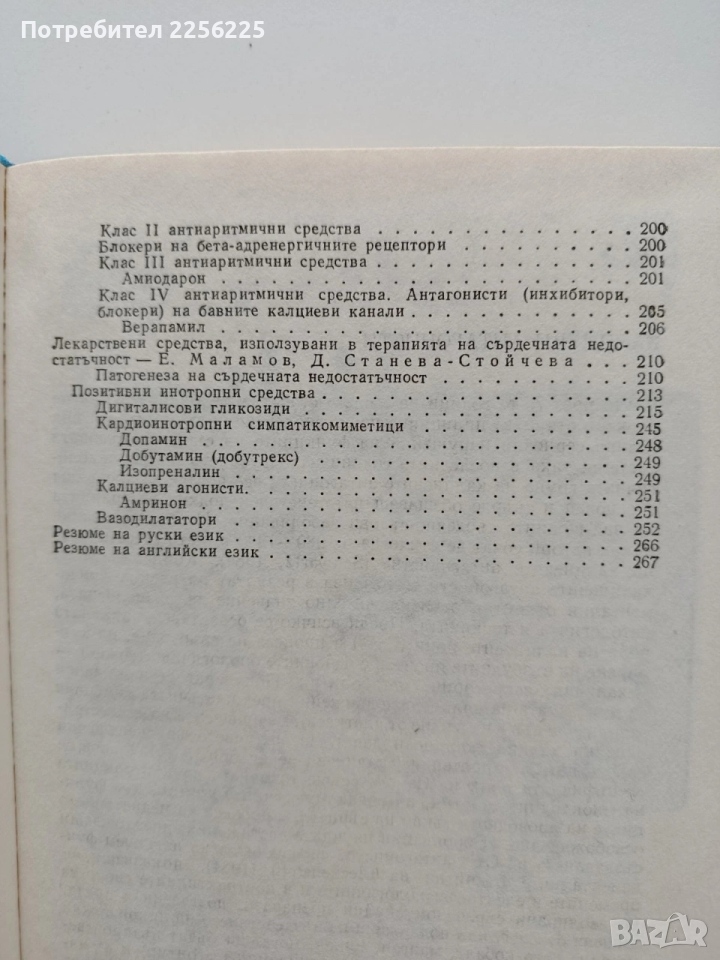 Потребител 2256225
Клас II антиаритмични средства . . . . . . . . . . . . . . 200
Блокери на бета-адренергичните рецептори . . . . . . . . . 200
Клас III антиаритмични средства . . . . . . . . . . . . . . 201
Амиодарон . . . . . . . . . . . . . . . . . . . . . 201
Клас IV антиаритмични средства. Антагонисти (инхибитори,
блокери) на бавните калциеви канали . . . . . . . . . . . . 205
Верапамил . . . . . . . . . . . . . . . . . . . . . 206
Лекарствени средства, използувани в терапията на сърдечната недо-
статъчност — Е. Маламов, Д. Станева-Стойчева . . . 210
Патогенеза на сърдечната недостатъчност . . . . . . . . . . 210
Позитивни инотропни средства . . . . . . . . . . . . . . . . 213
Дигиталисови гликозиди . . . . . . . . . . . . . . . . . 215
Кардиоинотропни симпатикомиметици . . . . . . . . . . . . 245
Допамин . . . . . . . . . . . . . . . . . . . . . . 248
Добутамин (добутрекс) . . . . . . . . . . . . . . . . 249
Изопреналин . . . . . . . . . . . . . . . . . . . . 249
Калциеви агонисти. . . . . . . . . . . . . . . . . . . . 251
Амринон . . . . . . . . . . . . . . . . . . . . . . 251
Вазодилататори . . . . . . . . . . . . . . . . . . . . . 252
Резюме на руски език . . . . . . . . . . . . . . . . . . . . 266
Резюме на английски език . . . . . . . . . . . . . . . . . . 267
BAZAR